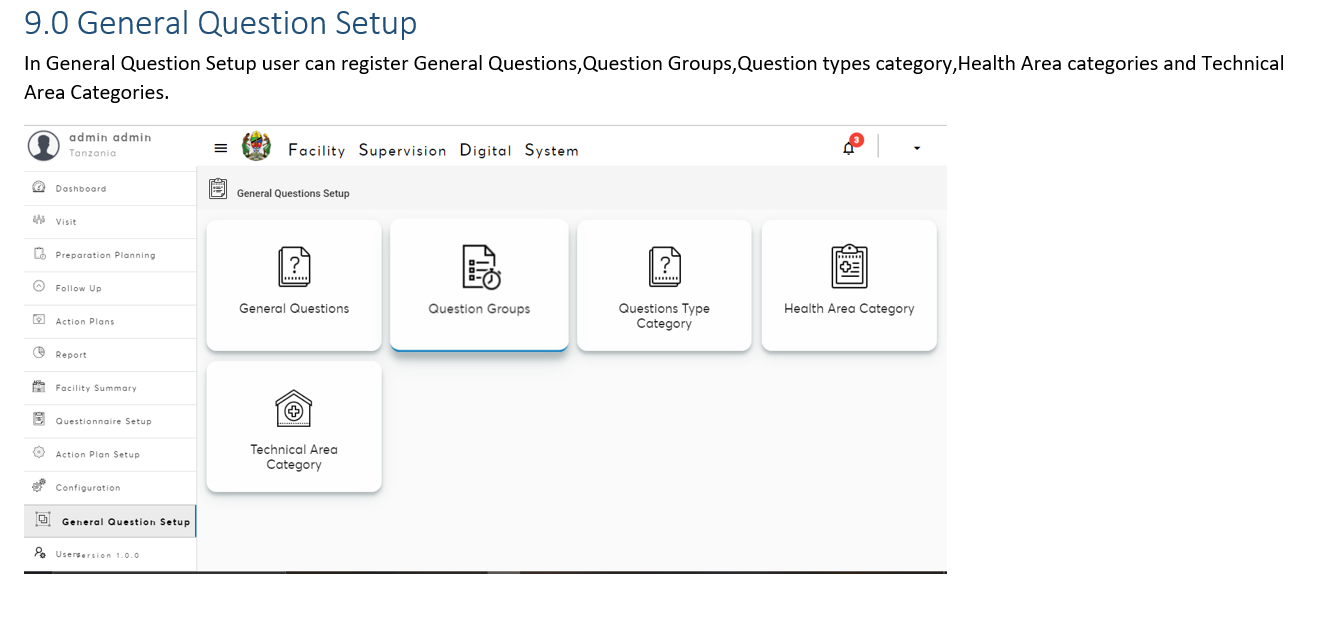 9.0 General Question Setup
In General Question Setup user can register General Questions,Question Groups,Question types category,Health Area categories and Technical
Area Categories.
admin admin
Tanzania
Facility Supervision Digital System
3
Dashboard
Visit
Preparation Planning
Follow Up
Action Plans
Report
Facility Summary
Questionnaire Setup
Action Plan Setup
Configuration
General Question Setup
Users
ersion 1.0.0
General Questions Setup
General Questions
Question Groups
Questions Type
Category
Health Area Category
Technical Area
Category